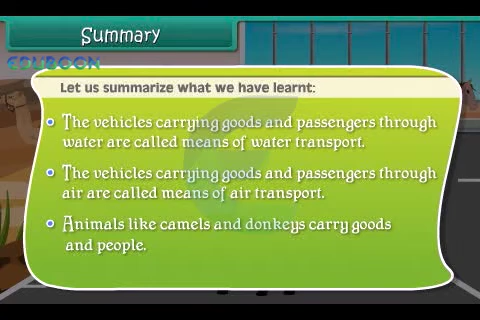 Summary
EDUBOOK
Let us summarize what we have learnt:
The vehicles carrying goods and passengers through
water are called means of water transport.
The vehicles carrying goods and passengers through
air are called means of air transport.
Animals like camels and donkeys carry goods
and people.